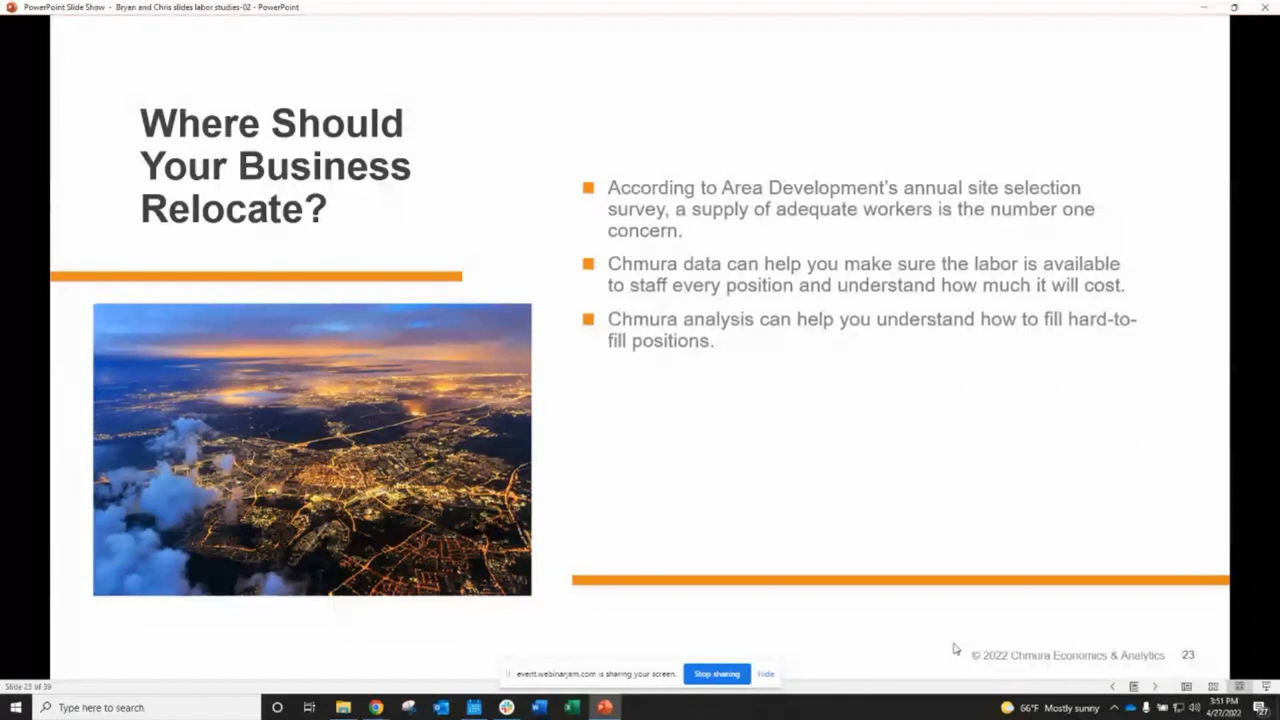 PowerPoint Slide Show - Bryan and Chris slides labor studies-02 - PowerPoint
Where Should
Your Business
Relocate?
According to Area Development's annual site selection
survey, a supply of adequate workers is the number one
concern.
Chmura data can help you make sure the labor is available
to staff every position and understand how much it will cost.
Chmura analysis can help you understand how to fill hard-to-
fill positions.
© 2022 Chmura Economics & Analytics 23
event.webinarjam.com is sharing your screen. Stop sharing Hide
Slide 23 of 39
Type here to search
66°F Mostly sunny
3:51 PM
4/27/2022